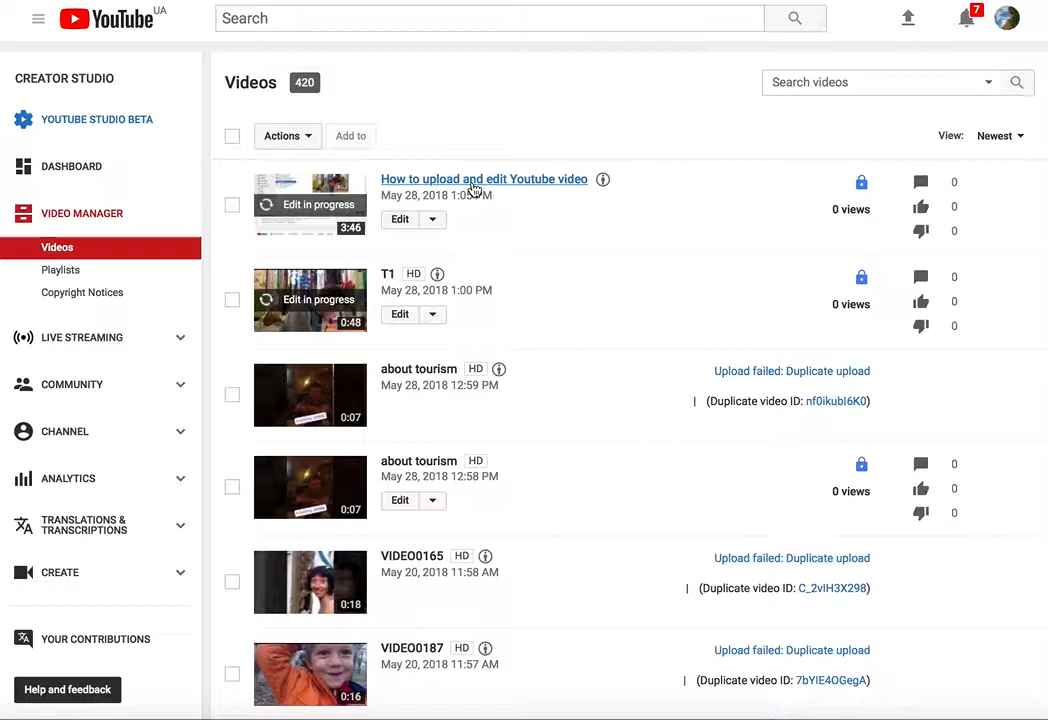 YouTube UA
Search
7
CREATOR STUDIO
YOUTUBE STUDIO BETA
DASHBOARD
VIDEO MANAGER
Videos
Playlists
Copyright Notices
LIVE STREAMING
COMMUNITY
CHANNEL
ANALYTICS
TRANSLATIONS &
TRANSCRIPTIONS
CREATE
YOUR CONTRIBUTIONS
Help and feedback
Videos 420
Search videos
Actions Add to
View: Newest
How to upload and edit Youtube video
May 28, 2018 1:05 PM
Edit in progress
3:46
Edit
0 views
0
0
0
T1 HD
May 28, 2018 1:00 PM
Edit in progress
0:48
Edit
0 views
0
0
0
about tourism HD
May 28, 2018 12:59 PM
0:07
Upload failed: Duplicate upload
| (Duplicate video ID: nf0ikubI6K0)
about tourism HD
May 28, 2018 12:58 PM
0:07
Edit
0 views
0
0
0
VIDEO0165 HD
May 20, 2018 11:58 AM
0:18
Upload failed: Duplicate upload
| (Duplicate video ID: C_2vIH3X298)
VIDEO0187 HD
May 20, 2018 11:57 AM
0:16
Upload failed: Duplicate upload
| (Duplicate video ID: 7bYIE4OGegA)